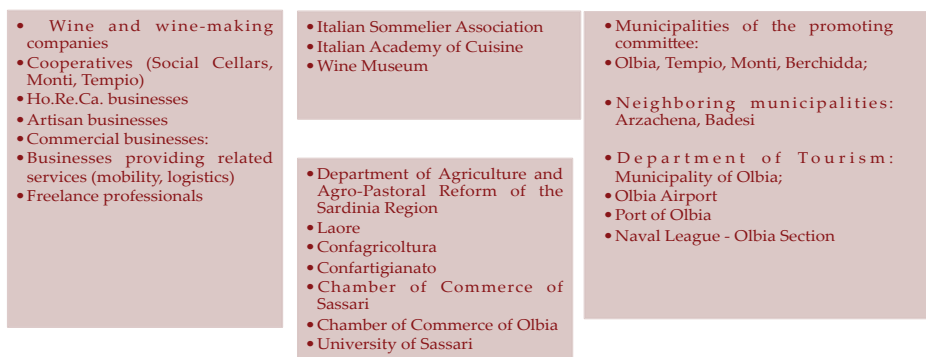 • Wine and wine-making
companies
• Cooperatives (Social Cellars,
Monti, Tempio)
• Ho.Re.Ca. businesses
• Artisan businesses
• Commercial businesses:
• Businesses providing related
services (mobility, logistics)
• Freelance professionals
• Italian Sommelier Association
• Italian Academy of Cuisine
• Wine Museum
• Department of Agriculture and
Agro-Pastoral Reform of the
Sardinia Region
• Laore
• Confagricoltura
• Confartigianato
• Chamber of Commerce of
Sassari
• Chamber of Commerce of Olbia
• University of Sassari
• Municipalities of the promoting
committee:
• Olbia, Tempio, Monti, Berchidda;
• Neighboring municipalities:
Arzachena, Badesi
• Department of Tourism:
Municipality of Olbia;
• Olbia Airport
• Port of Olbia
• Naval League - Olbia Section